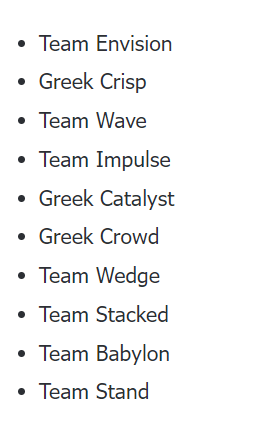 Team Envision
Greek Crisp
Team Wave
Team Impulse
Greek Catalyst
Greek Crowd
Team Wedge
Team Stacked
Team Babylon
Team Stand